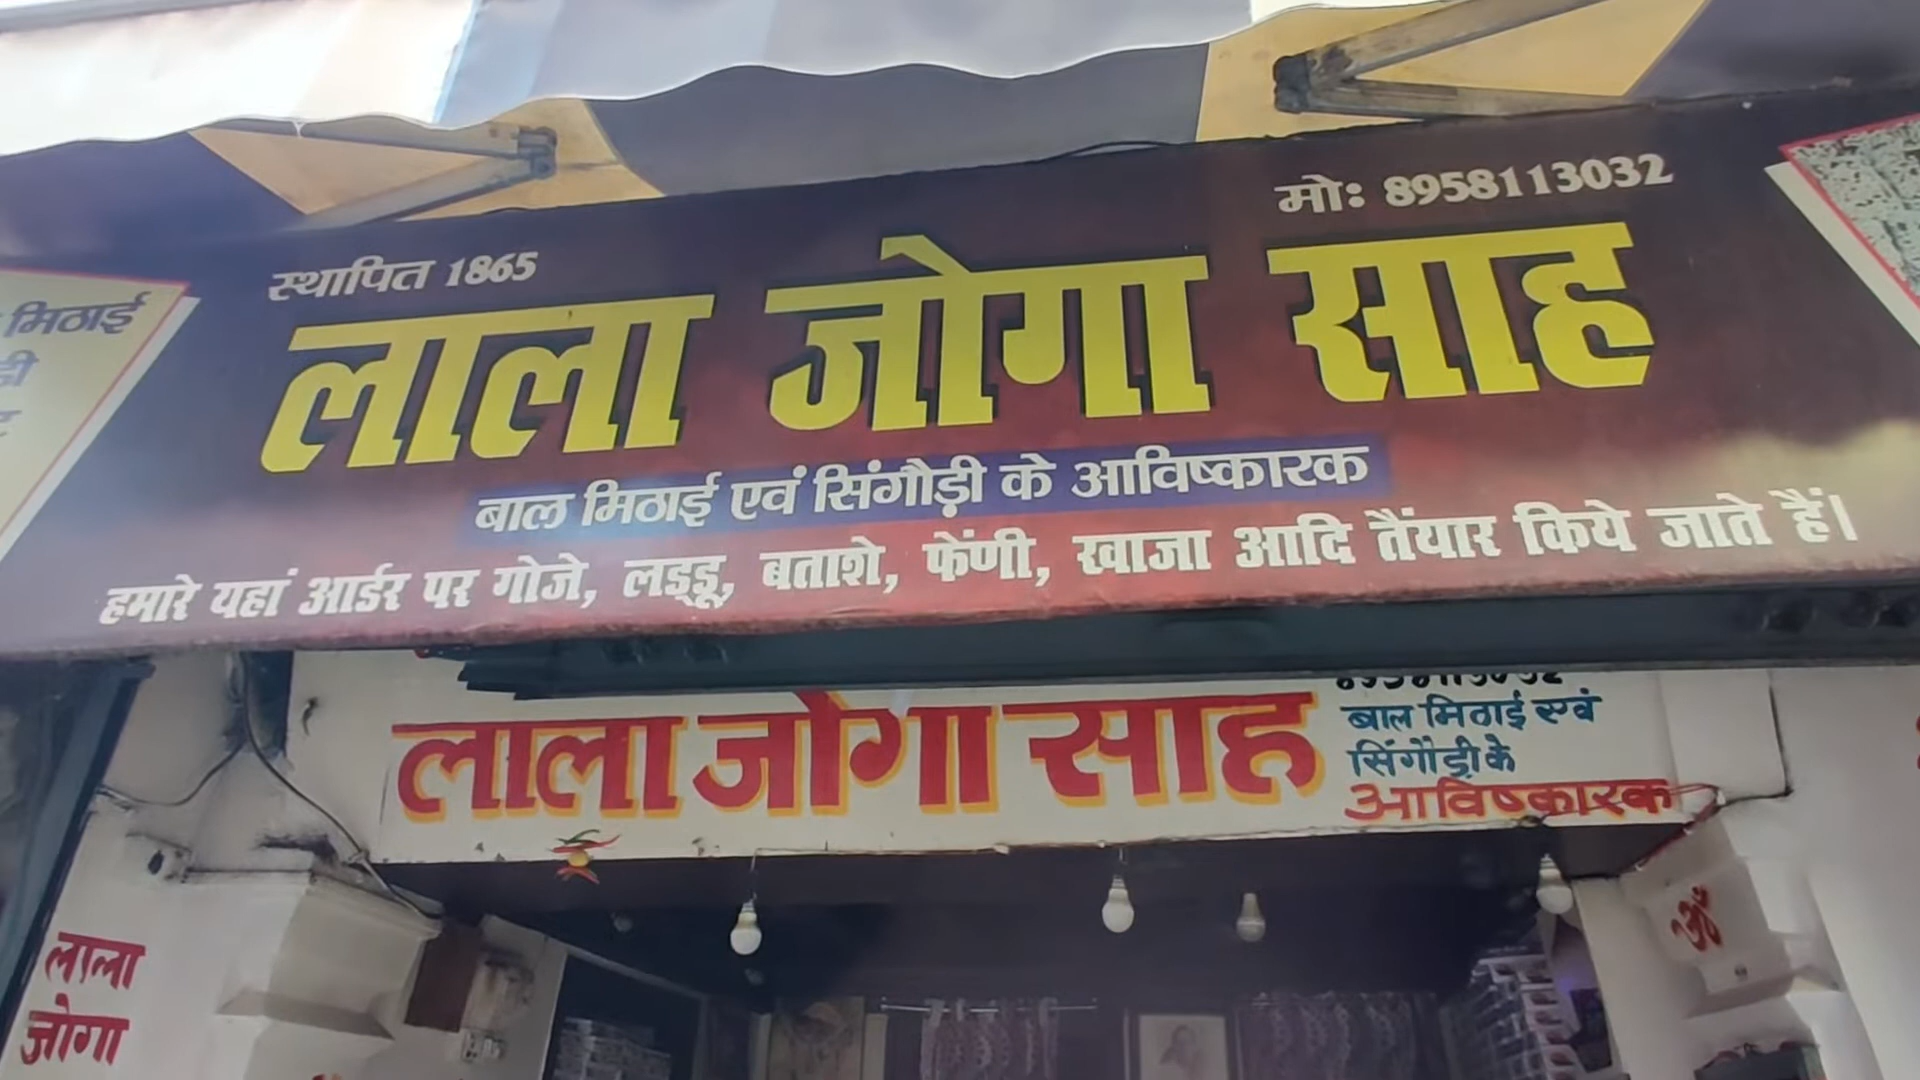 स्थापित 1865
मो: 8958113032
लाला जोगा साह
बाल मिठाई एवं सिंगौड़ी के आविष्कारक
हमारे यहां आर्डर पर गोजे, लड्डू, बताशे, फेंणी, खाजा आदि तैंयार किये जाते हैं।
मिठाई
लाला जोगा साह
बाल मिठाई एवं
सिंगौड़ी के
आविष्कारक
ॐ
लाला
जोगा